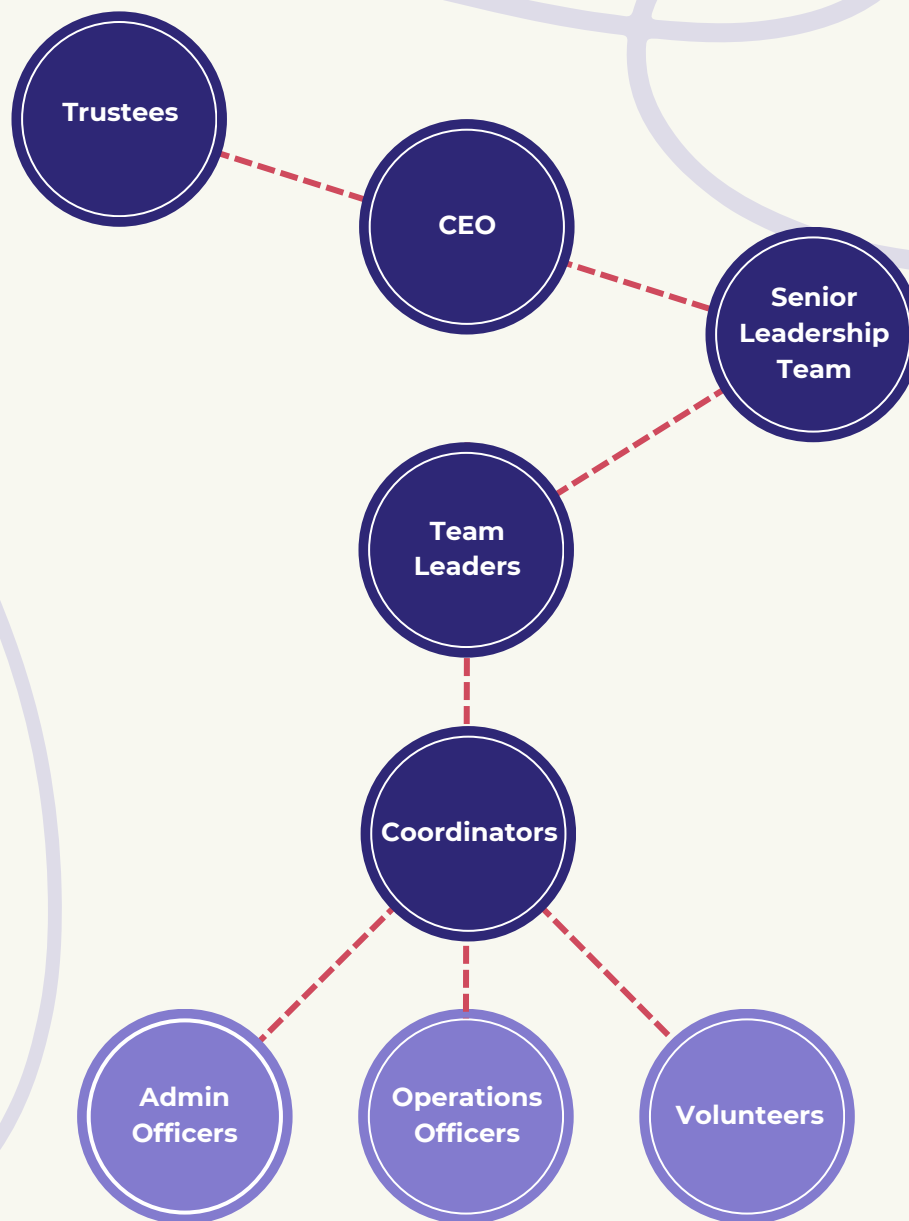 Trustees
CEO
Senior
Leadership
Team
Team
Leaders
Coordinators
Admin
Officers
Operations
Officers
Volunteers